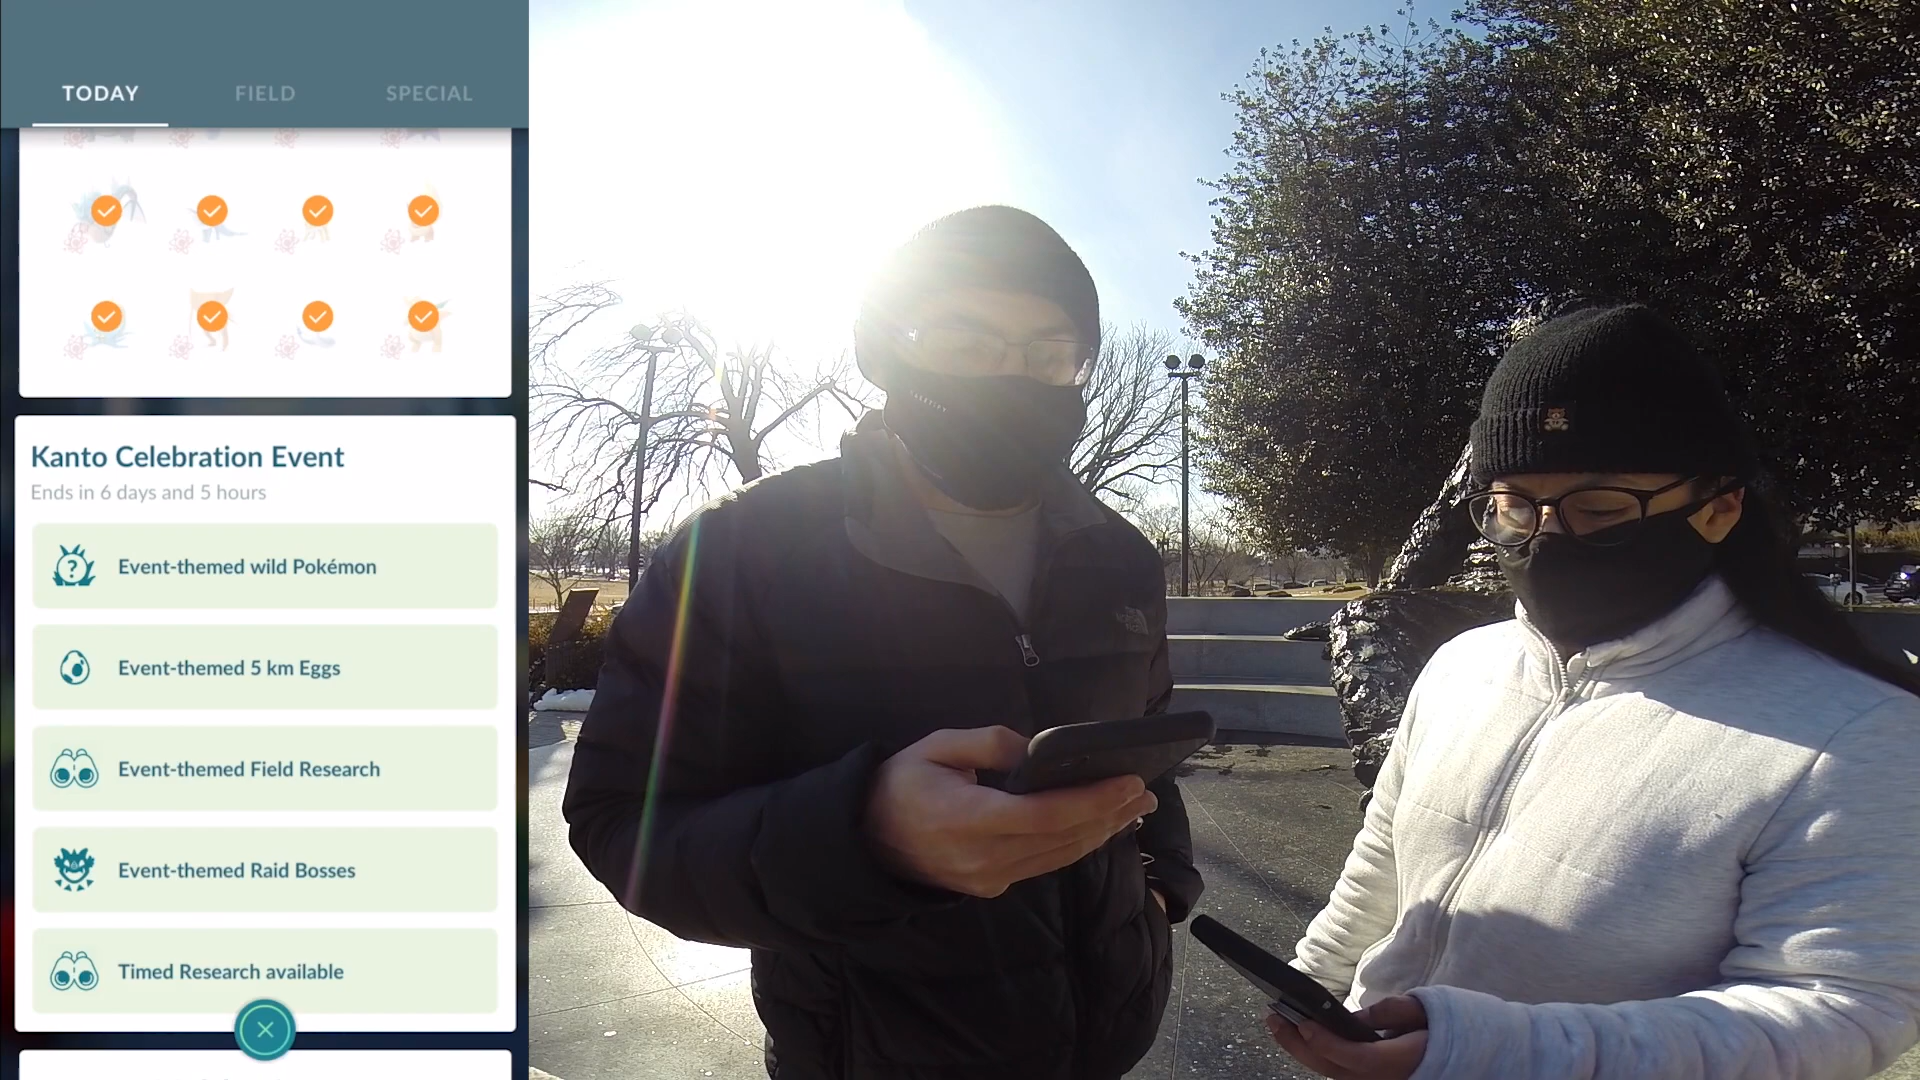 TODAY
FIELD
SPECIAL
Kanto Celebration Event
Ends in 6 days and 5 hours
Event-themed wild Pokémon
Event-themed 5 km Eggs
Event-themed Field Research
Event-themed Raid Bosses
Timed Research available